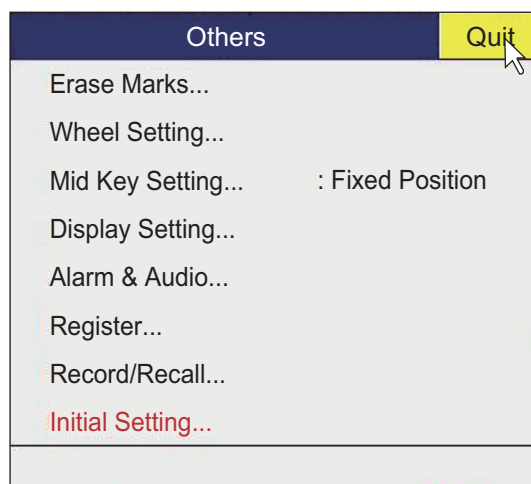 Others Quit
Erase Marks...
Wheel Setting...
Mid Key Setting... : Fixed Position
Display Setting...
Alarm & Audio...
Register...
Record/Recall...
Initial Setting...